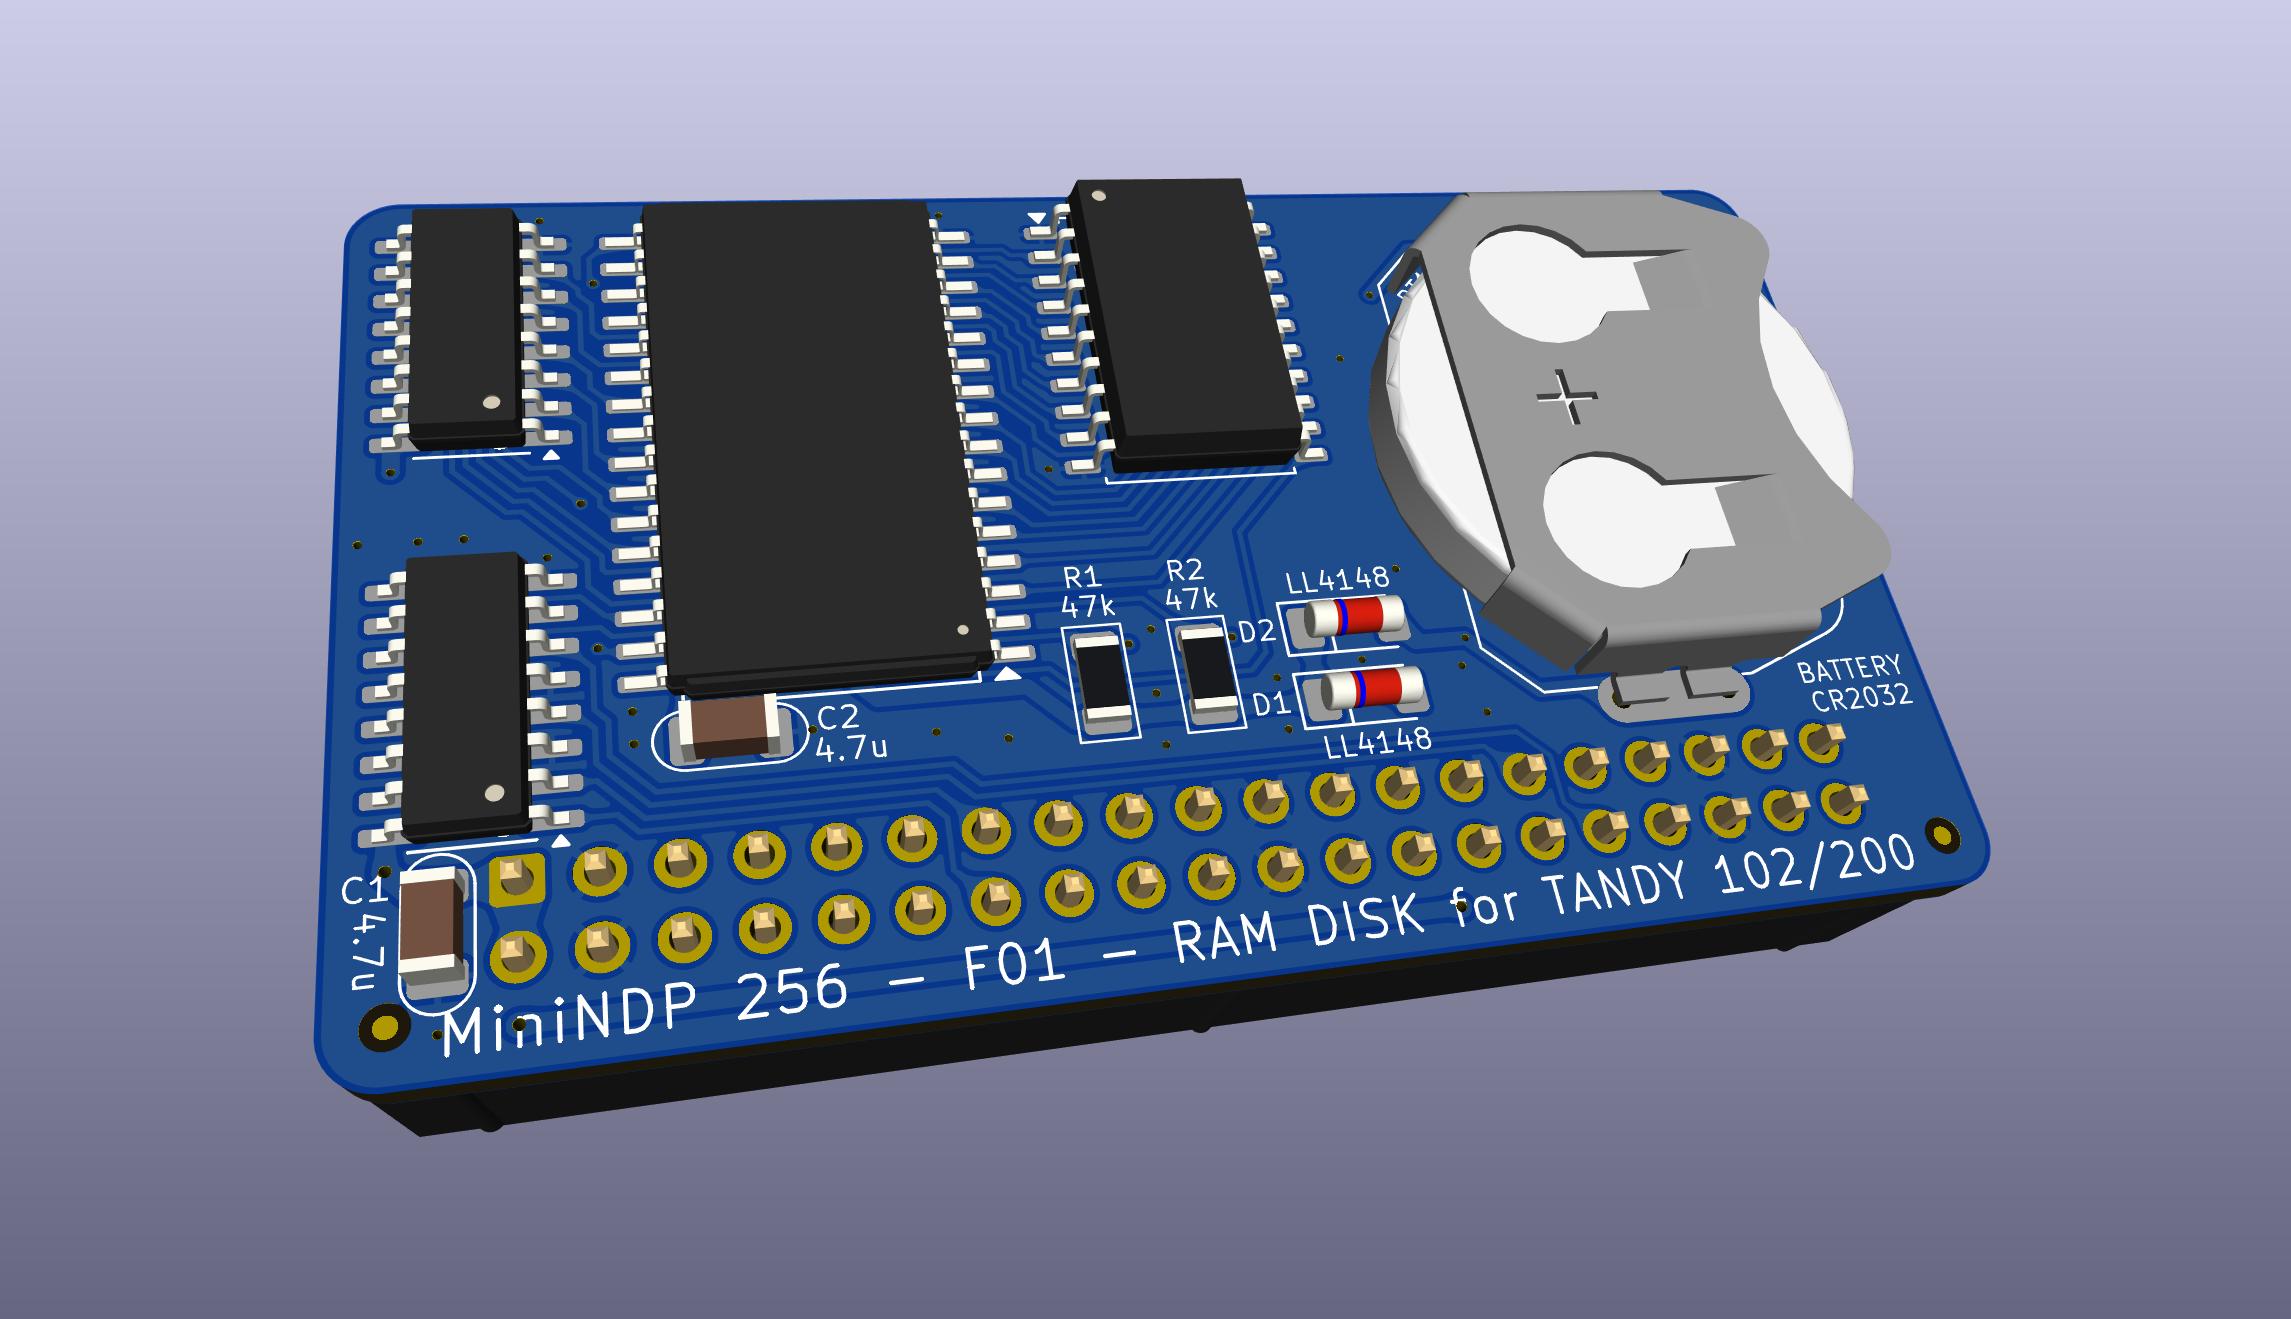 R1
47k
R2
47k
LL4148
D2
D1
LL4148
BATTERY
CR2032
C2
4.7u
C1
4.7u
MiniNDP 256 – F01 – RAM DISK for TANDY 102/200
+